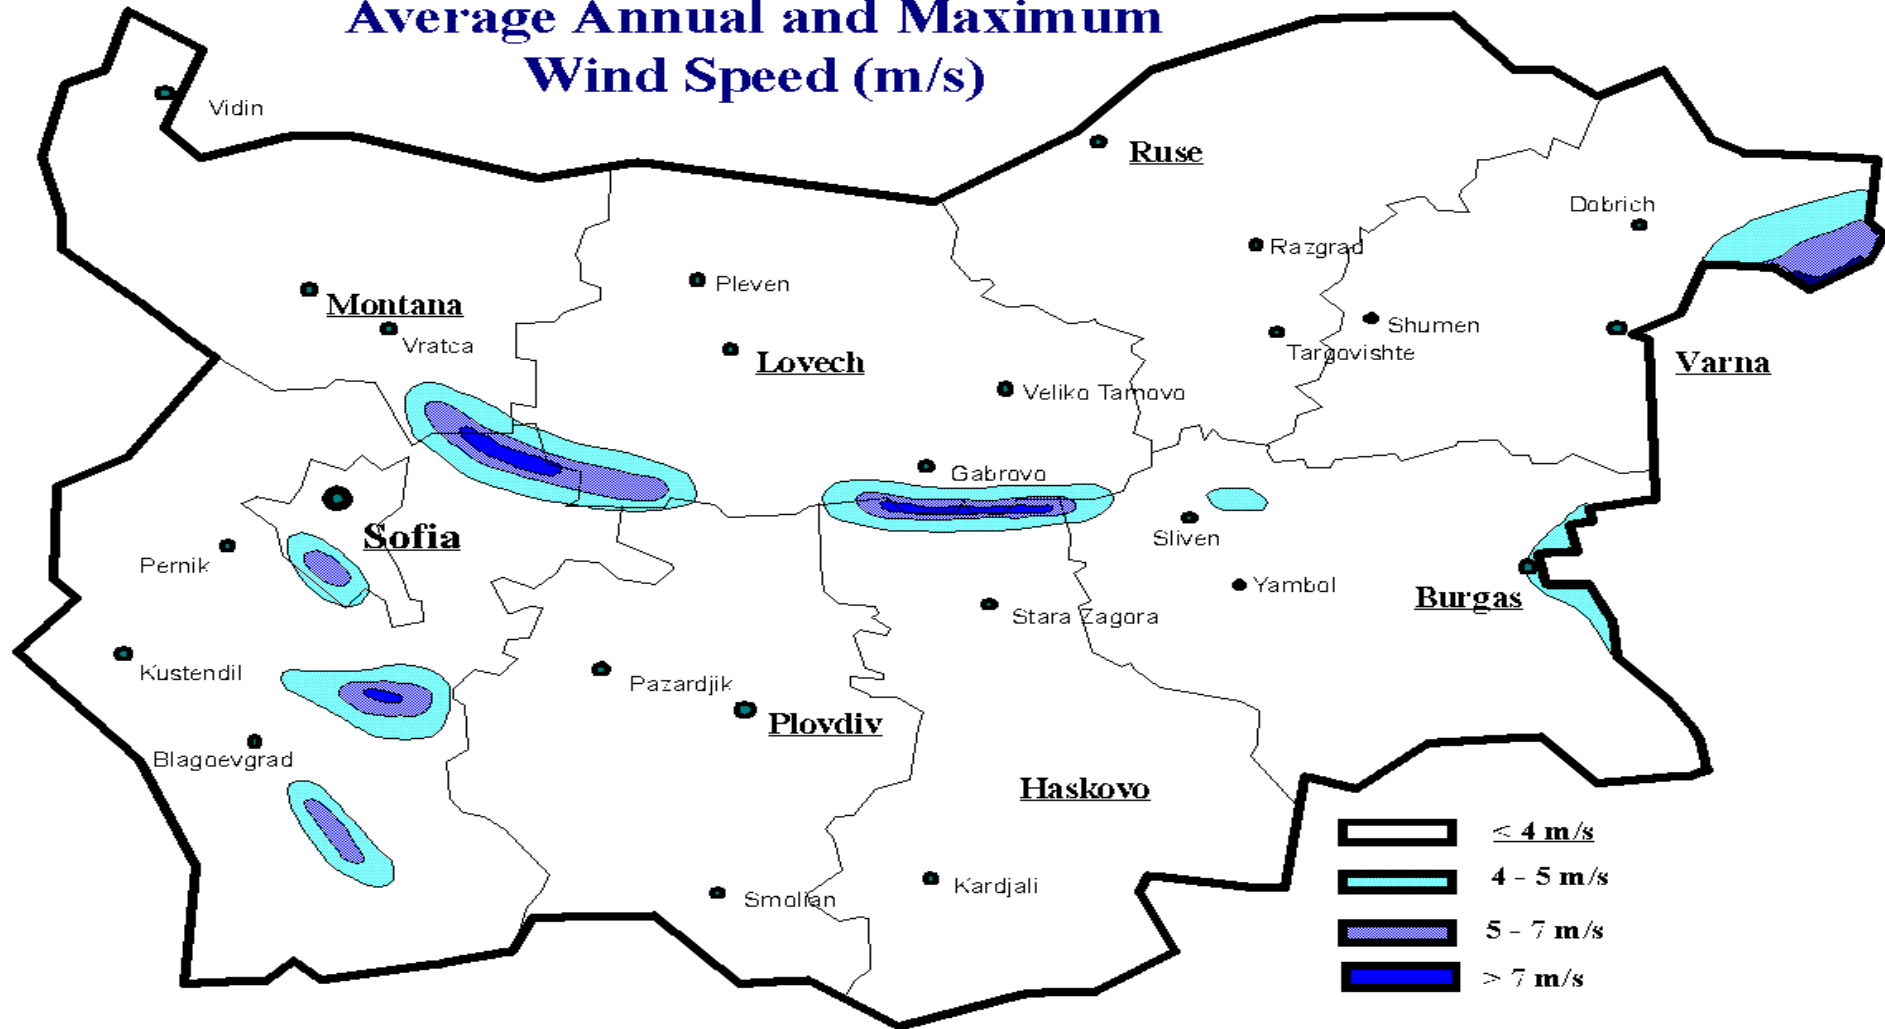 Average Annual and Maximum
Wind Speed (m/s)
Vidin
Ruse
Dobrich
Razgrad
Pleven
Montana
Vratca
Shumen
Targovishte
Lovech
Varna
Veliko Tarnovo
Gabrovo
Sofia
Sliven
Pernik
Yambol
Burgas
Stara Zagora
Kustendil
Pazardjik
Plovdiv
Blagoevgrad
Haskovo
Smolian
Kardjali
< 4 m/s
4 - 5 m/s
5 - 7 m/s
> 7 m/s